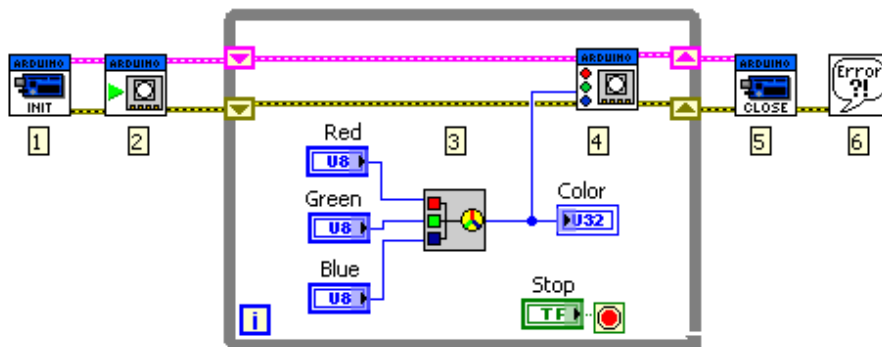 ARDUINO
INIT
1
ARDUINO
2
ARDUINO
4
ARDUINO
CLOSE
5
Error
?!
6
3
Red
U8
Green
U8
Blue
U8
Color
U32
Stop
TF
i